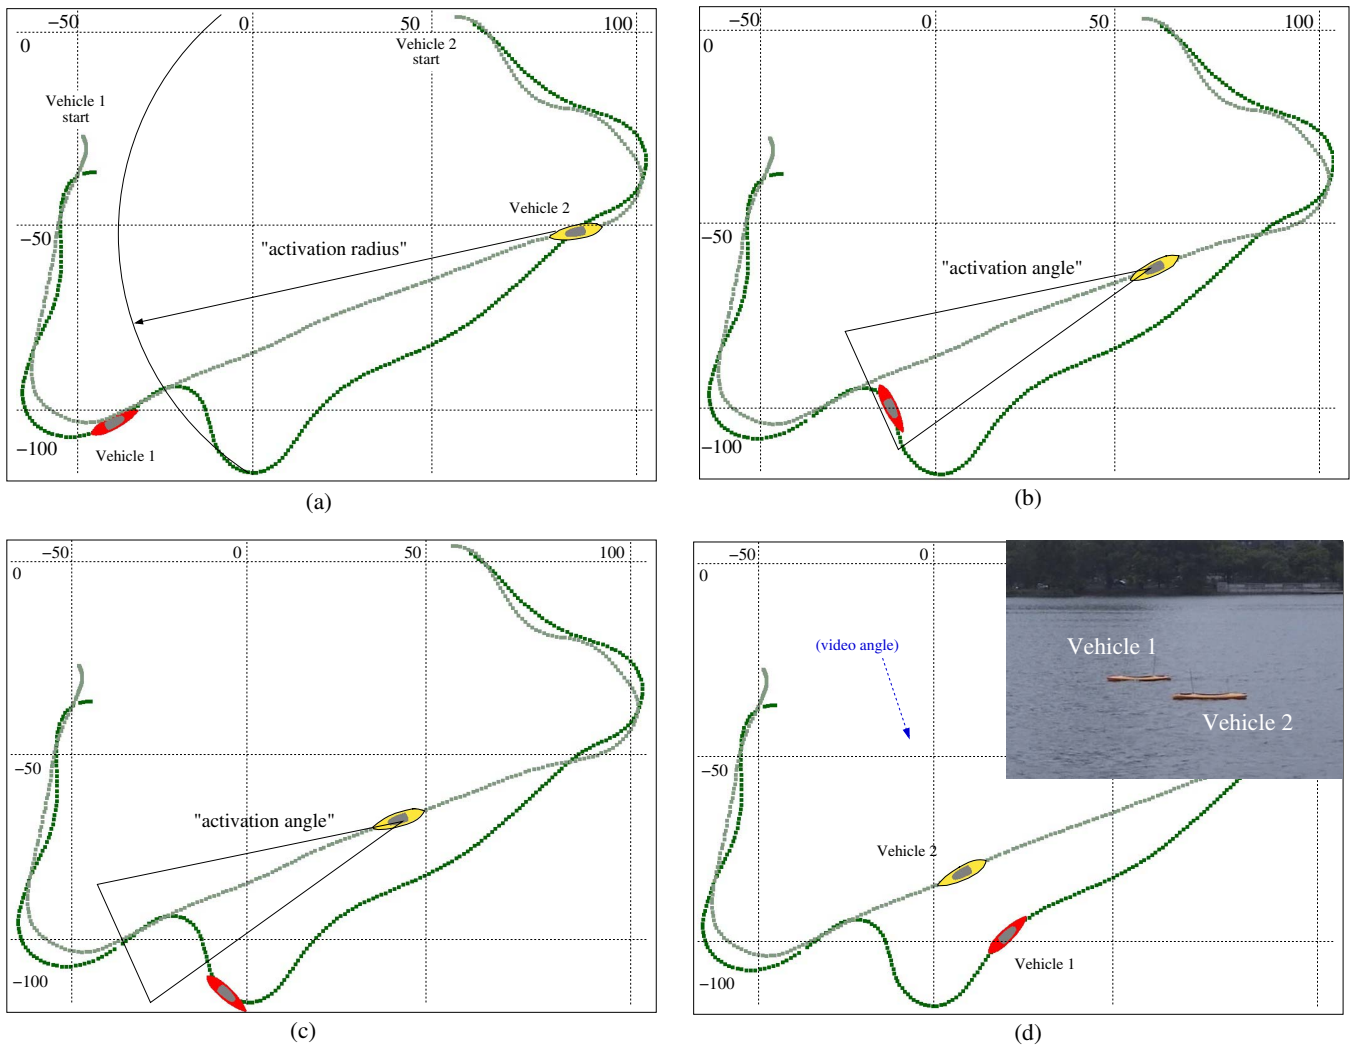 −50
0
50
100
0
Vehicle 2
start
Vehicle 1
start
Vehicle 2
"activation radius"
−50
−100
Vehicle 1
(a)
−50
0
50
100
0
−50
"activation angle"
−100
(b)
−50
0
50
100
0
−50
"activation angle"
−100
(c)
−50
0
0
(video angle)
Vehicle 1
Vehicle 2
−50
Vehicle 2
Vehicle 1
−100
(d)